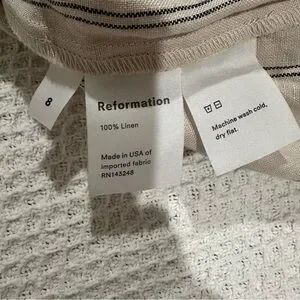 8
Reformation
100% Linen
Made in USA of
imported fabric
RN145248
Machine wash cold,
dry flat.